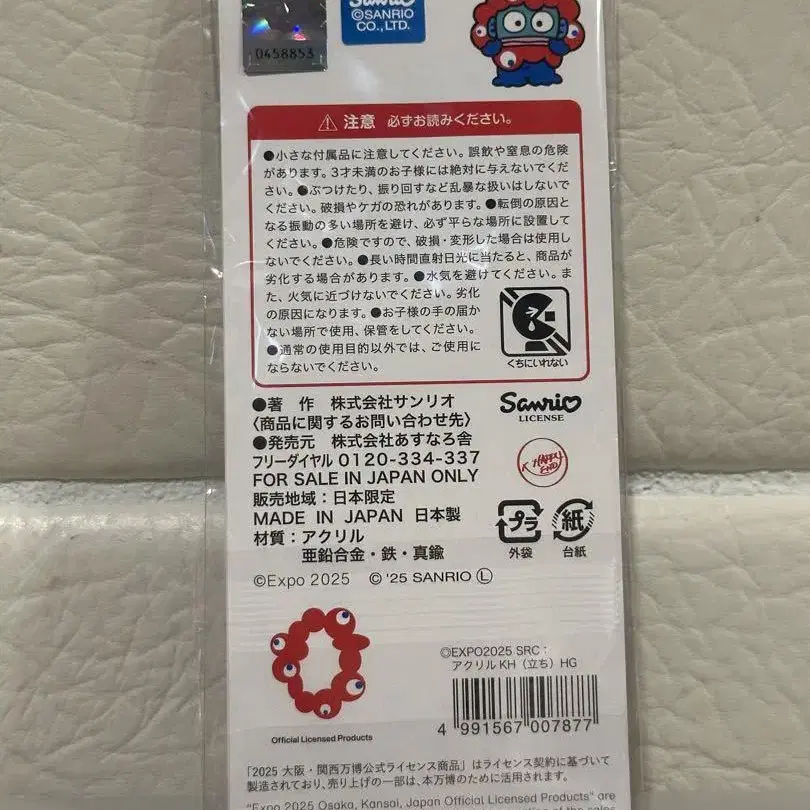 0458853
Sanrio
©SANRIO
CO.,LTD.
⚠ 注意 必ずお読みください。
●小さな付属品に注意してください。誤飲や窒息の危険
があります。3才未満のお子様には絶対に与えないでくだ
さい。●ぶつけたり、振り回すなど乱暴な扱いはしないで
ください。破損やケガの恐れがあります。●転倒の原因と
なる振動の多い場所を避け、必ず平らな場所に設置して
ください。●危険ですので、破損・変形した場合は使用し
ないでください。●長い時間直射日光に当たると、商品が
劣化する場合があります。●水気を避けてください。ま
た、火気に近づけないでください。劣化
の原因になります。●お子様の手の届か
ない場所で使用、保管をしてください。
●通常の使用目的以外では、ご使用に
ならないでください。
くちにいれない
●著 作 株式会社サンリオ
〈商品に関するお問い合わせ先〉
●発売元 株式会社あすなろ舎
フリーダイヤル 0120-334-337
FOR SALE IN JAPAN ONLY
販売地域：日本限定
MADE IN JAPAN 日本製
材質：アクリル
亜鉛合金・鉄・真鍮
Sanrio
LICENSE
HAPPY
END
プラ
外袋
紙
台紙
©Expo 2025 © '25 SANRIO Ⓛ
Official Licensed Products
©EXPO2025 SRC：
アクリルKH（立ち）HG
4 991567 007877
「2025 大阪・関西万博公式ライセンス商品」はライセンス契約に基づいて
製造されており、売り上げの一部は、本万博のために活用されます。
"Expo 2025 Osaka, Kansai, Japan Official Licensed Products" are